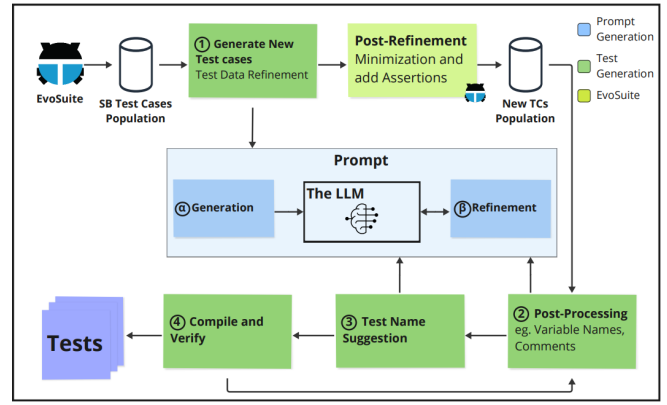 EvoSuite
SB Test Cases
Population
① Generate New
Test cases
Test Data Refinement
Post-Refinement
Minimization and
add Assertions
New TCs
Population
Prompt
Generation
Test
Generation
EvoSuite
Prompt
α Generation
The LLM
β Refinement
Tests
④ Compile and
Verify
③ Test Name
Suggestion
② Post-Processing
eg. Variable Names,
Comments